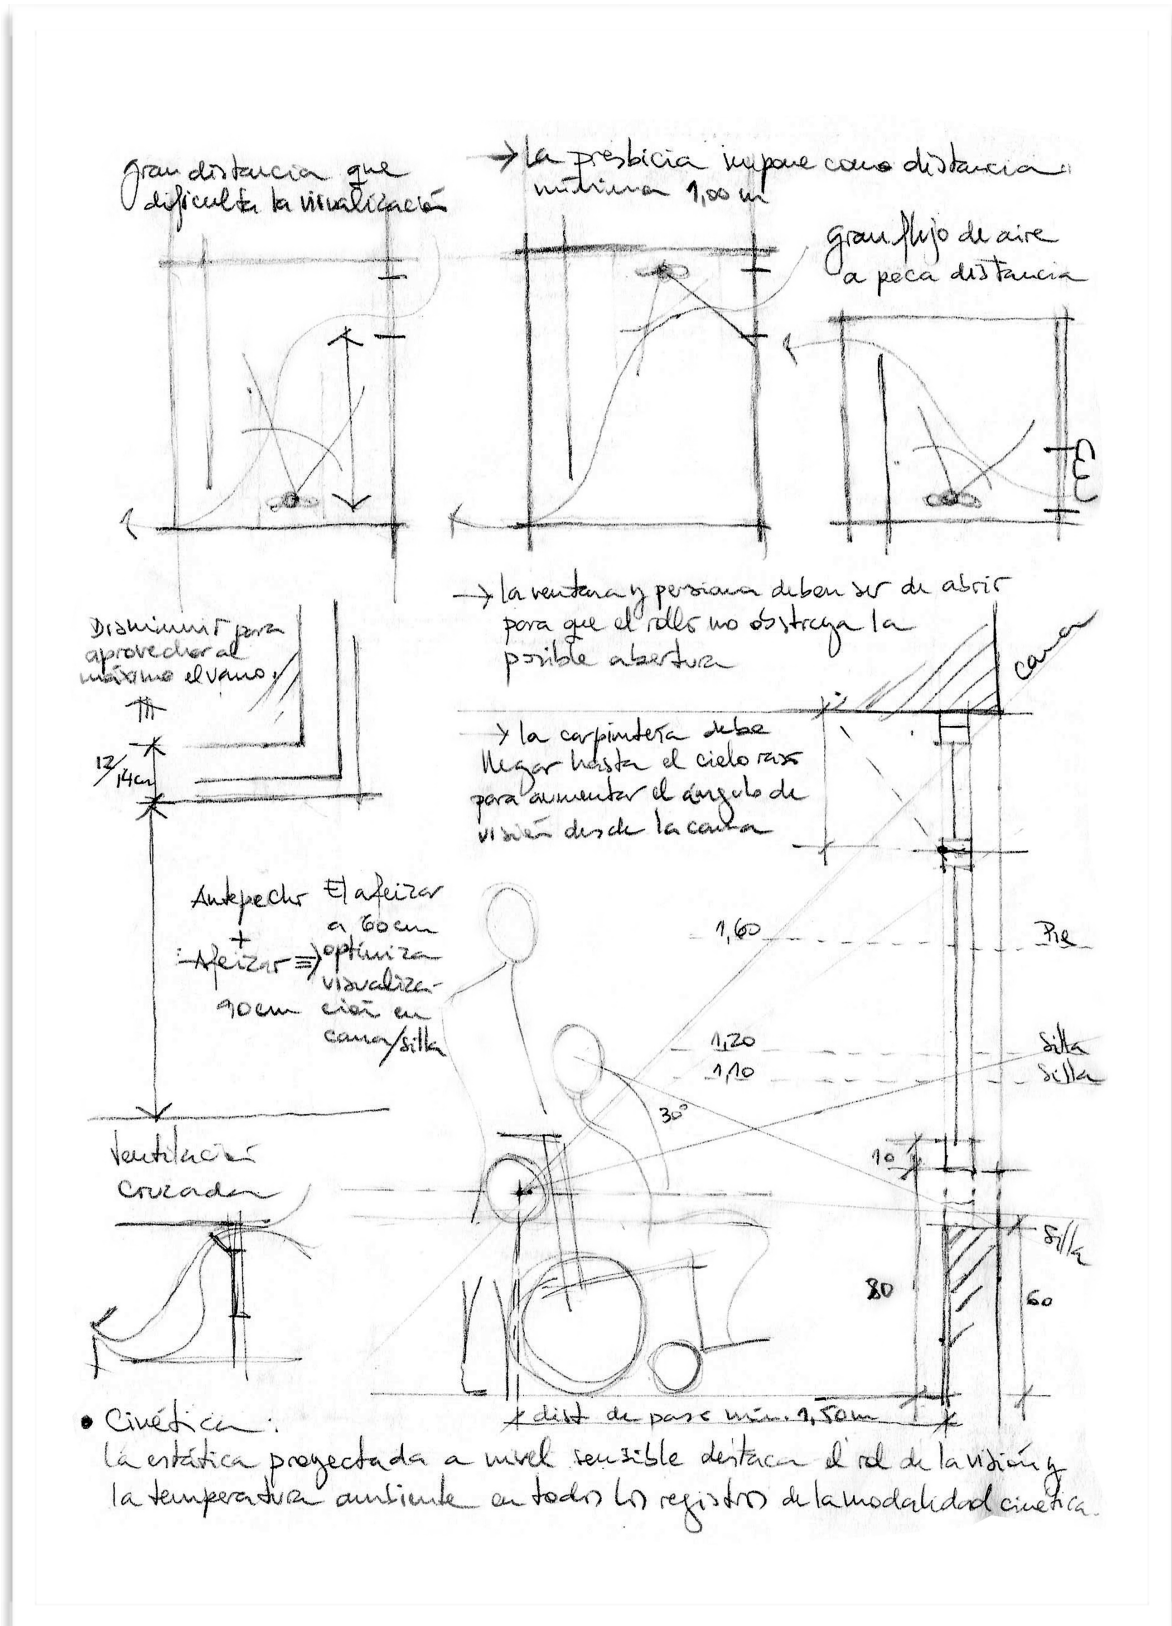 Gran distancia que
dificulta la visualización
→ la presbicia impone como distancia
mínima 1,00 m
Gran flujo de aire
a poca distancia
→ la ventana y persiana deben ser de abrir
para que el rollo no obstruya la
posible abertura
Disminuir para
aprovechar al
máximo el vano.
12/
14cm
cama
→ la carpintería debe
llegar hasta el cielo raso
para aumentar el ángulo de
visión desde la cama
Antepecho
+
Afeizar ⇒
90cm
El afeizar
a 60cm
optimiza
visualiza-
ción en
cama/silla
1,60
Pie
1,20
Silla
1,10
Silla
30°
10
Silla
80
60
Ventilación
Cruzada
dist de paso mín. 1,50m
• Cinética:
la estática proyectada a nivel sensible destaca el rol de la visión y
la temperatura ambiente en todos los registros de la modalidad cinética.